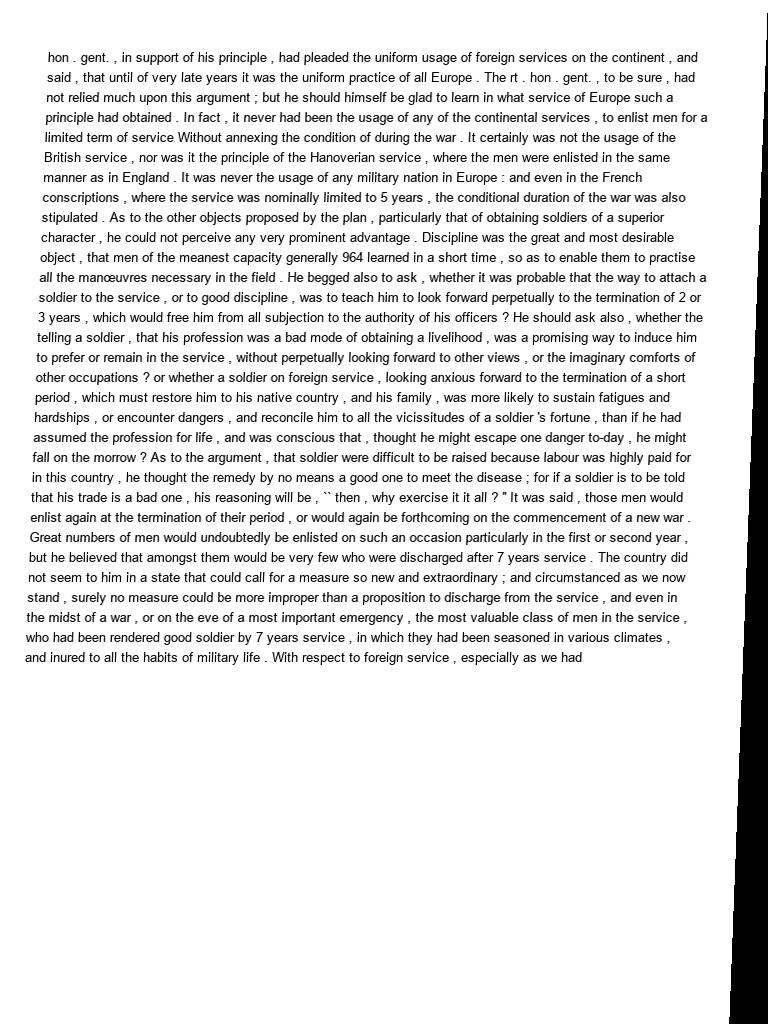 hon . gent. , in support of his principle , had pleaded the uniform usage of foreign services on the continent , and
said , that until of very late years it was the uniform practice of all Europe . The rt . hon . gent. , to be sure , had
not relied much upon this argument ; but he should himself be glad to learn in what service of Europe such a
principle had obtained . In fact , it never had been the usage of any of the continental services , to enlist men for a
limited term of service Without annexing the condition of during the war . It certainly was not the usage of the
British service , nor was it the principle of the Hanoverian service , where the men were enlisted in the same
manner as in England . It was never the usage of any military nation in Europe : and even in the French
conscriptions , where the service was nominally limited to 5 years , the conditional duration of the war was also
stipulated . As to the other objects proposed by the plan , particularly that of obtaining soldiers of a superior
character , he could not perceive any very prominent advantage . Discipline was the great and most desirable
object , that men of the meanest capacity generally 964 learned in a short time , so as to enable them to practise
all the manœuvres necessary in the field . He begged also to ask , whether it was probable that the way to attach a
soldier to the service , or to good discipline , was to teach him to look forward perpetually to the termination of 2 or
3 years , which would free him from all subjection to the authority of his officers ? He should ask also , whether the
telling a soldier , that his profession was a bad mode of obtaining a livelihood , was a promising way to induce him
to prefer or remain in the service , without perpetually looking forward to other views , or the imaginary comforts of
other occupations ? or whether a soldier on foreign service , looking anxious forward to the termination of a short
period , which must restore him to his native country , and his family , was more likely to sustain fatigues and
hardships , or encounter dangers , and reconcile him to all the vicissitudes of a soldier 's fortune , than if he had
assumed the profession for life , and was conscious that , thought he might escape one danger to-day , he might
fall on the morrow ? As to the argument , that soldier were difficult to be raised because labour was highly paid for
in this country , he thought the remedy by no means a good one to meet the disease ; for if a soldier is to be told
that his trade is a bad one , his reasoning will be , `` then , why exercise it it all ? '' It was said , those men would
enlist again at the termination of their period , or would again be forthcoming on the commencement of a new war .
Great numbers of men would undoubtedly be enlisted on such an occasion particularly in the first or second year ,
but he believed that amongst them would be very few who were discharged after 7 years service . The country did
not seem to him in a state that could call for a measure so new and extraordinary ; and circumstanced as we now
stand , surely no measure could be more improper than a proposition to discharge from the service , and even in
the midst of a war , or on the eve of a most important emergency , the most valuable class of men in the service ,
who had been rendered good soldier by 7 years service , in which they had been seasoned in various climates ,
and inured to all the habits of military life . With respect to foreign service , especially as we had